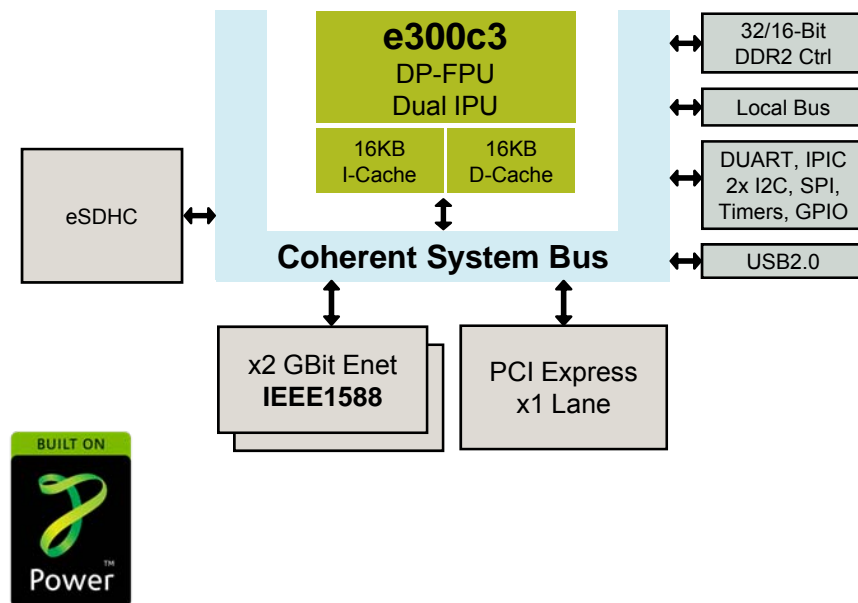 e300c3
DP-FPU
Dual IPU
16KB
I-Cache
16KB
D-Cache
32/16-Bit
DDR2 Ctrl
Local Bus
DUART, IPIC
2x I2C, SPI,
Timers, GPIO
USB2.0
eSDHC
Coherent System Bus
x2 GBit Enet
IEEE1588
PCI Express
x1 Lane
BUILT ON
Power™